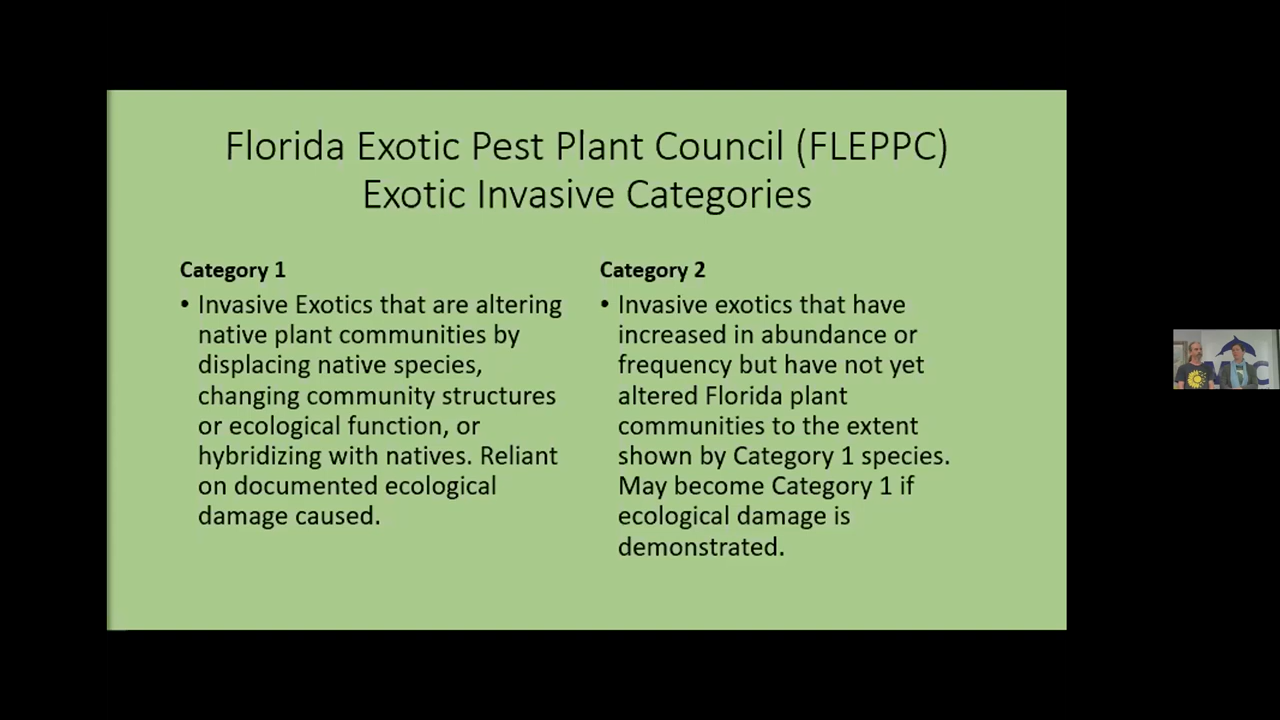 Florida Exotic Pest Plant Council (FLEPPC)
Exotic Invasive Categories
Category 1
• Invasive Exotics that are altering
native plant communities by
displacing native species,
changing community structures
or ecological function, or
hybridizing with natives. Reliant
on documented ecological
damage caused.
Category 2
• Invasive exotics that have
increased in abundance or
frequency but have not yet
altered Florida plant
communities to the extent
shown by Category 1 species.
May become Category 1 if
ecological damage is
demonstrated.